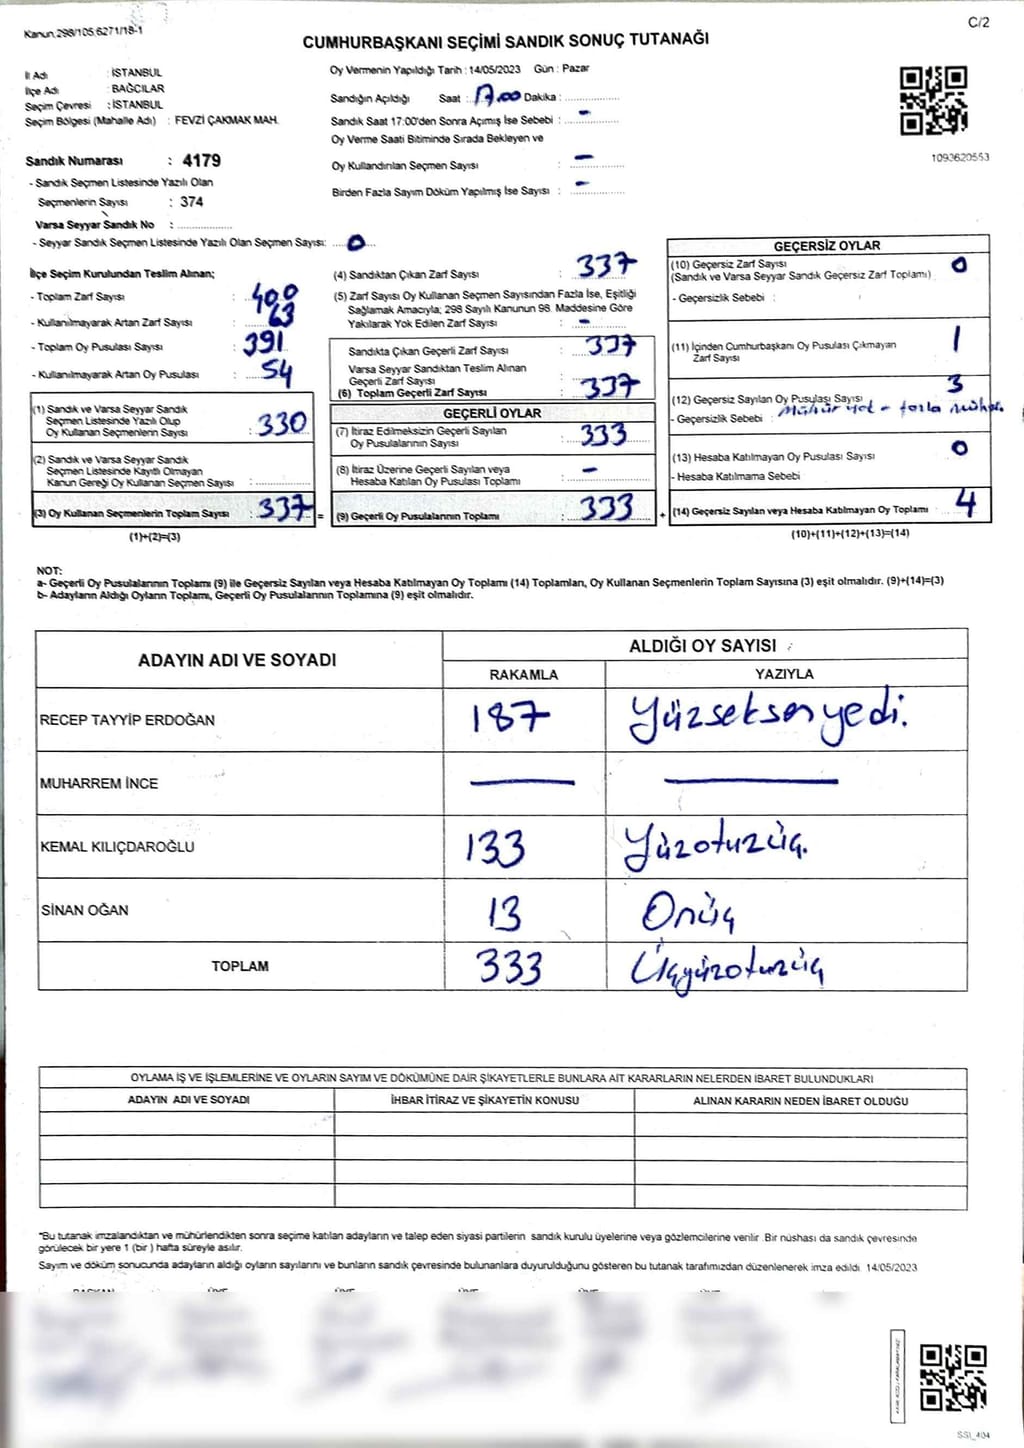 Kanun.298/105,6271/18-1
C/2
CUMHURBAŞKANI SEÇİMİ SANDIK SONUÇ TUTANAĞI
İl Adı : İSTANBUL
İlçe Adı : BAĞCILAR
Seçim Çevresi : İSTANBUL
Seçim Bölgesi (Mahalle Adı) : FEVZİ ÇAKMAK MAH.
Sandık Numarası : 4179
- Sandık Seçmen Listesinde Yazılı Olan
Seçmenlerin Sayısı : 374
Varsa Seyyar Sandık No : ...............
- Seyyar Sandık Seçmen Listesinde Yazılı Olan Seçmen Sayısı: 0
Oy Vermenin Yapıldığı Tarih : 14/05/2023 Gün : Pazar
Sandığın Açıldığı Saat : 17.00 Dakika : ...............
Sandık Saat 17:00'den Sonra Açımış İse Sebebi : -
Oy Verme Saati Bitiminde Sırada Bekleyen ve
Oy Kullandırılan Seçmen Sayısı : -
Birden Fazla Sayım Döküm Yapılmış İse Sayısı : -
1093620553
İlçe Seçim Kurulundan Teslim Alınan;
- Toplam Zarf Sayısı : 400
- Kullanılmayarak Artan Zarf Sayısı : 63
- Toplam Oy Pusulası Sayısı : 391
- Kullanılmayarak Artan Oy Pusulası : 54
(1) Sandık ve Varsa Seyyar Sandık
Seçmen Listesinde Yazılı Olup
Oy Kullanan Seçmenlerin Sayısı : 330
(2) Sandık ve Varsa Seyyar Sandık
Seçmen Listesinde Kayıtlı Olmayan
Kanun Gereği Oy Kullanan Seçmen Sayısı : ...............
(3) Oy Kullanan Seçmenlerin Toplam Sayısı : 337 =
(1)+(2)=(3)
(4) Sandıktan Çıkan Zarf Sayısı : 337
(5) Zarf Sayısı Oy Kullanan Seçmen Sayısından Fazla İse, Eşitliği
Sağlamak Amacıyla; 298 Sayılı Kanunun 98. Maddesine Göre
Yakılarak Yok Edilen Zarf Sayısı : -
Sandıkta Çıkan Geçerli Zarf Sayısı : 337
Varsa Seyyar Sandıktan Teslim Alınan
Geçerli Zarf Sayısı :
(6) Toplam Geçerli Zarf Sayısı : 337
GEÇERLİ OYLAR
(7) İtiraz Edilmeksizin Geçerli Sayılan
Oy Pusulalarının Sayısı : 333
(8) İtiraz Üzerine Geçerli Sayılan veya
Hesaba Katılan Oy Pusulası Toplamı : -
(9) Geçerli Oy Pusulalarının Toplamı : 333 +
GEÇERSİZ OYLAR
(10) Geçersiz Zarf Sayısı 0
(Sandık ve Varsa Seyyar Sandık Geçersiz Zarf Toplamı)
- Geçersizlik Sebebi :
(11) İçinden Cumhurbaşkanı Oy Pusulası Çıkmayan 1
Zarf Sayısı
(12) Geçersiz Sayılan Oy Pusulası Sayısı 3
- Geçersizlik Sebebi : Mühür yok - fazla mühür.
(13) Hesaba Katılmayan Oy Pusulası Sayısı 0
- Hesaba Katılmama Sebebi
(14) Geçersiz Sayılan veya Hesaba Katılmayan Oy Toplamı 4
(10)+(11)+(12)+(13)=(14)
NOT:
a- Geçerli Oy Pusulalarının Toplamı (9) ile Geçersiz Sayılan veya Hesaba Katılmayan Oy Toplamı (14) Toplamları, Oy Kullanan Seçmenlerin Toplam Sayısına (3) eşit olmalıdır. (9)+(14)=(3)
b- Adayların Aldığı Oyların Toplamı, Geçerli Oy Pusulalarının Toplamına (9) eşit olmalıdır.
ADAYIN ADI VE SOYADI
ALDIĞI OY SAYISI
RAKAMLA YAZIYLA
RECEP TAYYİP ERDOĞAN 187 Yüzseksenyedi.
MUHARREM İNCE — —
KEMAL KILIÇDAROĞLU 133 Yüzotuzüç.
SİNAN OĞAN 13 Onüç
TOPLAM 333 Üçyüzotuzüç
OYLAMA İŞ VE İŞLEMLERİNE VE OYLARIN SAYIM VE DÖKÜMÜNE DAİR ŞİKAYETLERLE BUNLARA AİT KARARLARIN NELERDEN İBARET BULUNDUKLARI
ADAYIN ADI VE SOYADI İHBAR İTİRAZ VE ŞİKAYETİN KONUSU ALINAN KARARIN NEDEN İBARET OLDUĞU
*Bu tutanak imzalandıktan ve mühürlendikten sonra seçime katılan adayların ve talep eden siyasi partilerin sandık kurulu üyelerine veya gözlemcilerine verilir. Bir nüshası da sandık çevresinde
görülecek bir yere 1 (bir) hafta süreyle asılır.
Sayım ve döküm sonucunda adayların aldığı oyların sayılarını ve bunların sandık çevresinde bulunanlara duyurulduğunu gösteren bu tutanak tarafımızdan düzenlenerek imza edildi. 14/05/2023
SSI_404